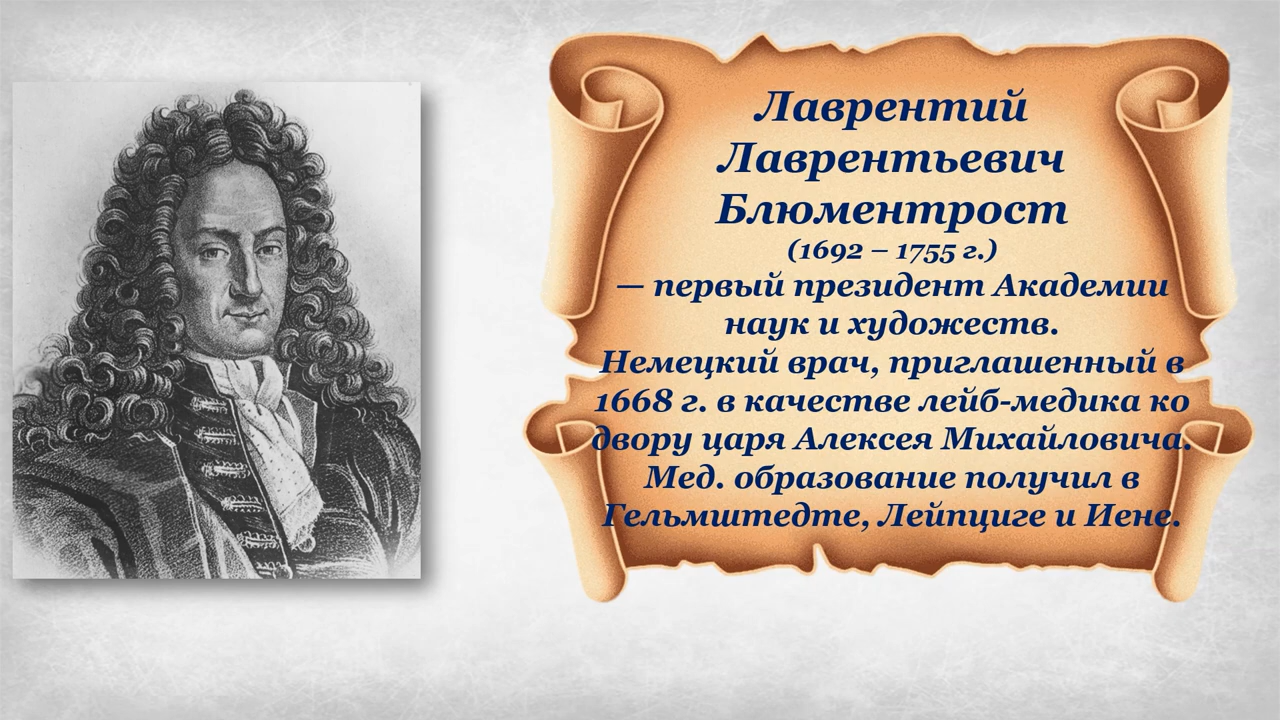 Лаврентий
Лаврентьевич
Блюментрост
(1692 – 1755 г.)
— первый президент Академии
наук и художеств.
Немецкий врач, приглашенный в
1668 г. в качестве лейб-медика ко
двору царя Алексея Михайловича.
Мед. образование получил в
Гельмштедте, Лейпциге и Иене.